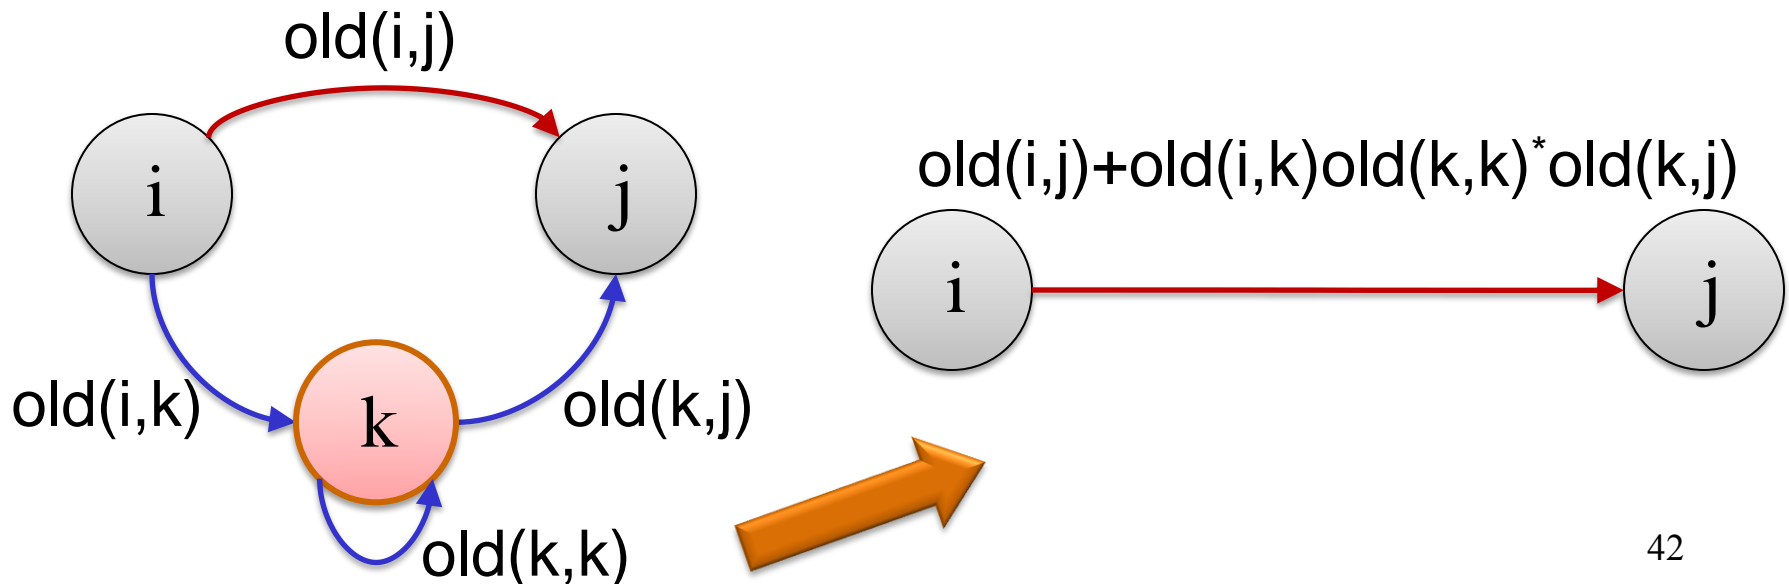 old(i,j)
i
j
old(i,k)
k
old(k,j)
old(k,k)
old(i,j)+old(i,k)old(k,k)*old(k,j)
i
j
42